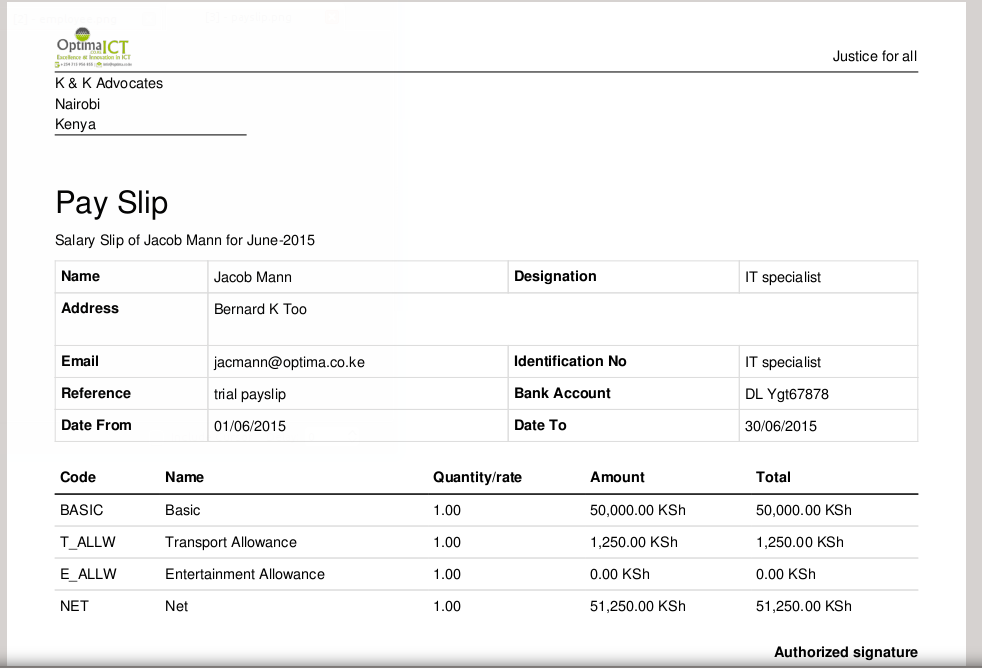 OptimaICT
Excellence & Innovation in ICT
Justice for all
K & K Advocates
Nairobi
Kenya
Pay Slip
Salary Slip of Jacob Mann for June-2015
Name Jacob Mann Designation IT specialist
Address Bernard K Too
Email jacmann@optima.co.ke Identification No IT specialist
Reference trial payslip Bank Account DL Ygt67878
Date From 01/06/2015 Date To 30/06/2015
Code Name Quantity/rate Amount Total
BASIC Basic 1.00 50,000.00 KSh 50,000.00 KSh
T_ALLW Transport Allowance 1.00 1,250.00 KSh 1,250.00 KSh
E_ALLW Entertainment Allowance 1.00 0.00 KSh 0.00 KSh
NET Net 1.00 51,250.00 KSh 51,250.00 KSh
Authorized signature